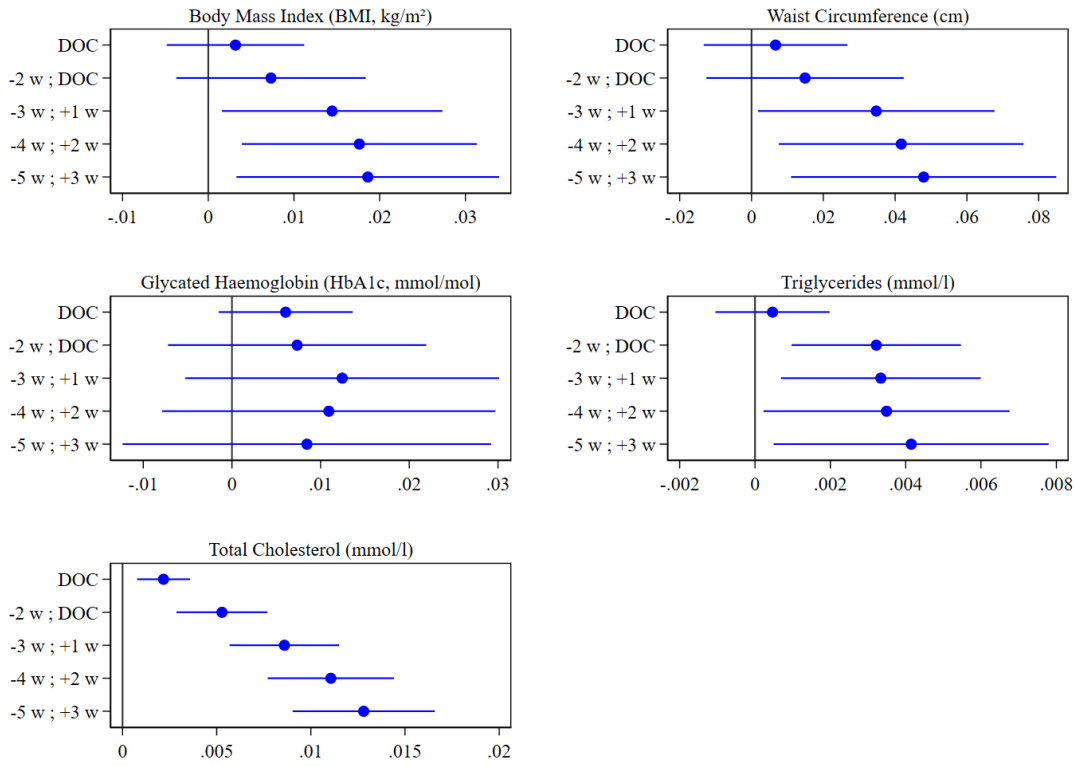 Body Mass Index (BMI, kg/m²)
DOC
-2 w ; DOC
-3 w ; +1 w
-4 w ; +2 w
-5 w ; +3 w
-.01 0 .01 .02 .03
Waist Circumference (cm)
DOC
-2 w ; DOC
-3 w ; +1 w
-4 w ; +2 w
-5 w ; +3 w
-.02 0 .02 .04 .06 .08
Glycated Haemoglobin (HbA1c, mmol/mol)
DOC
-2 w ; DOC
-3 w ; +1 w
-4 w ; +2 w
-5 w ; +3 w
-.01 0 .01 .02 .03
Triglycerides (mmol/l)
DOC
-2 w ; DOC
-3 w ; +1 w
-4 w ; +2 w
-5 w ; +3 w
-.002 0 .002 .004 .006 .008
Total Cholesterol (mmol/l)
DOC
-2 w ; DOC
-3 w ; +1 w
-4 w ; +2 w
-5 w ; +3 w
0 .005 .01 .015 .02